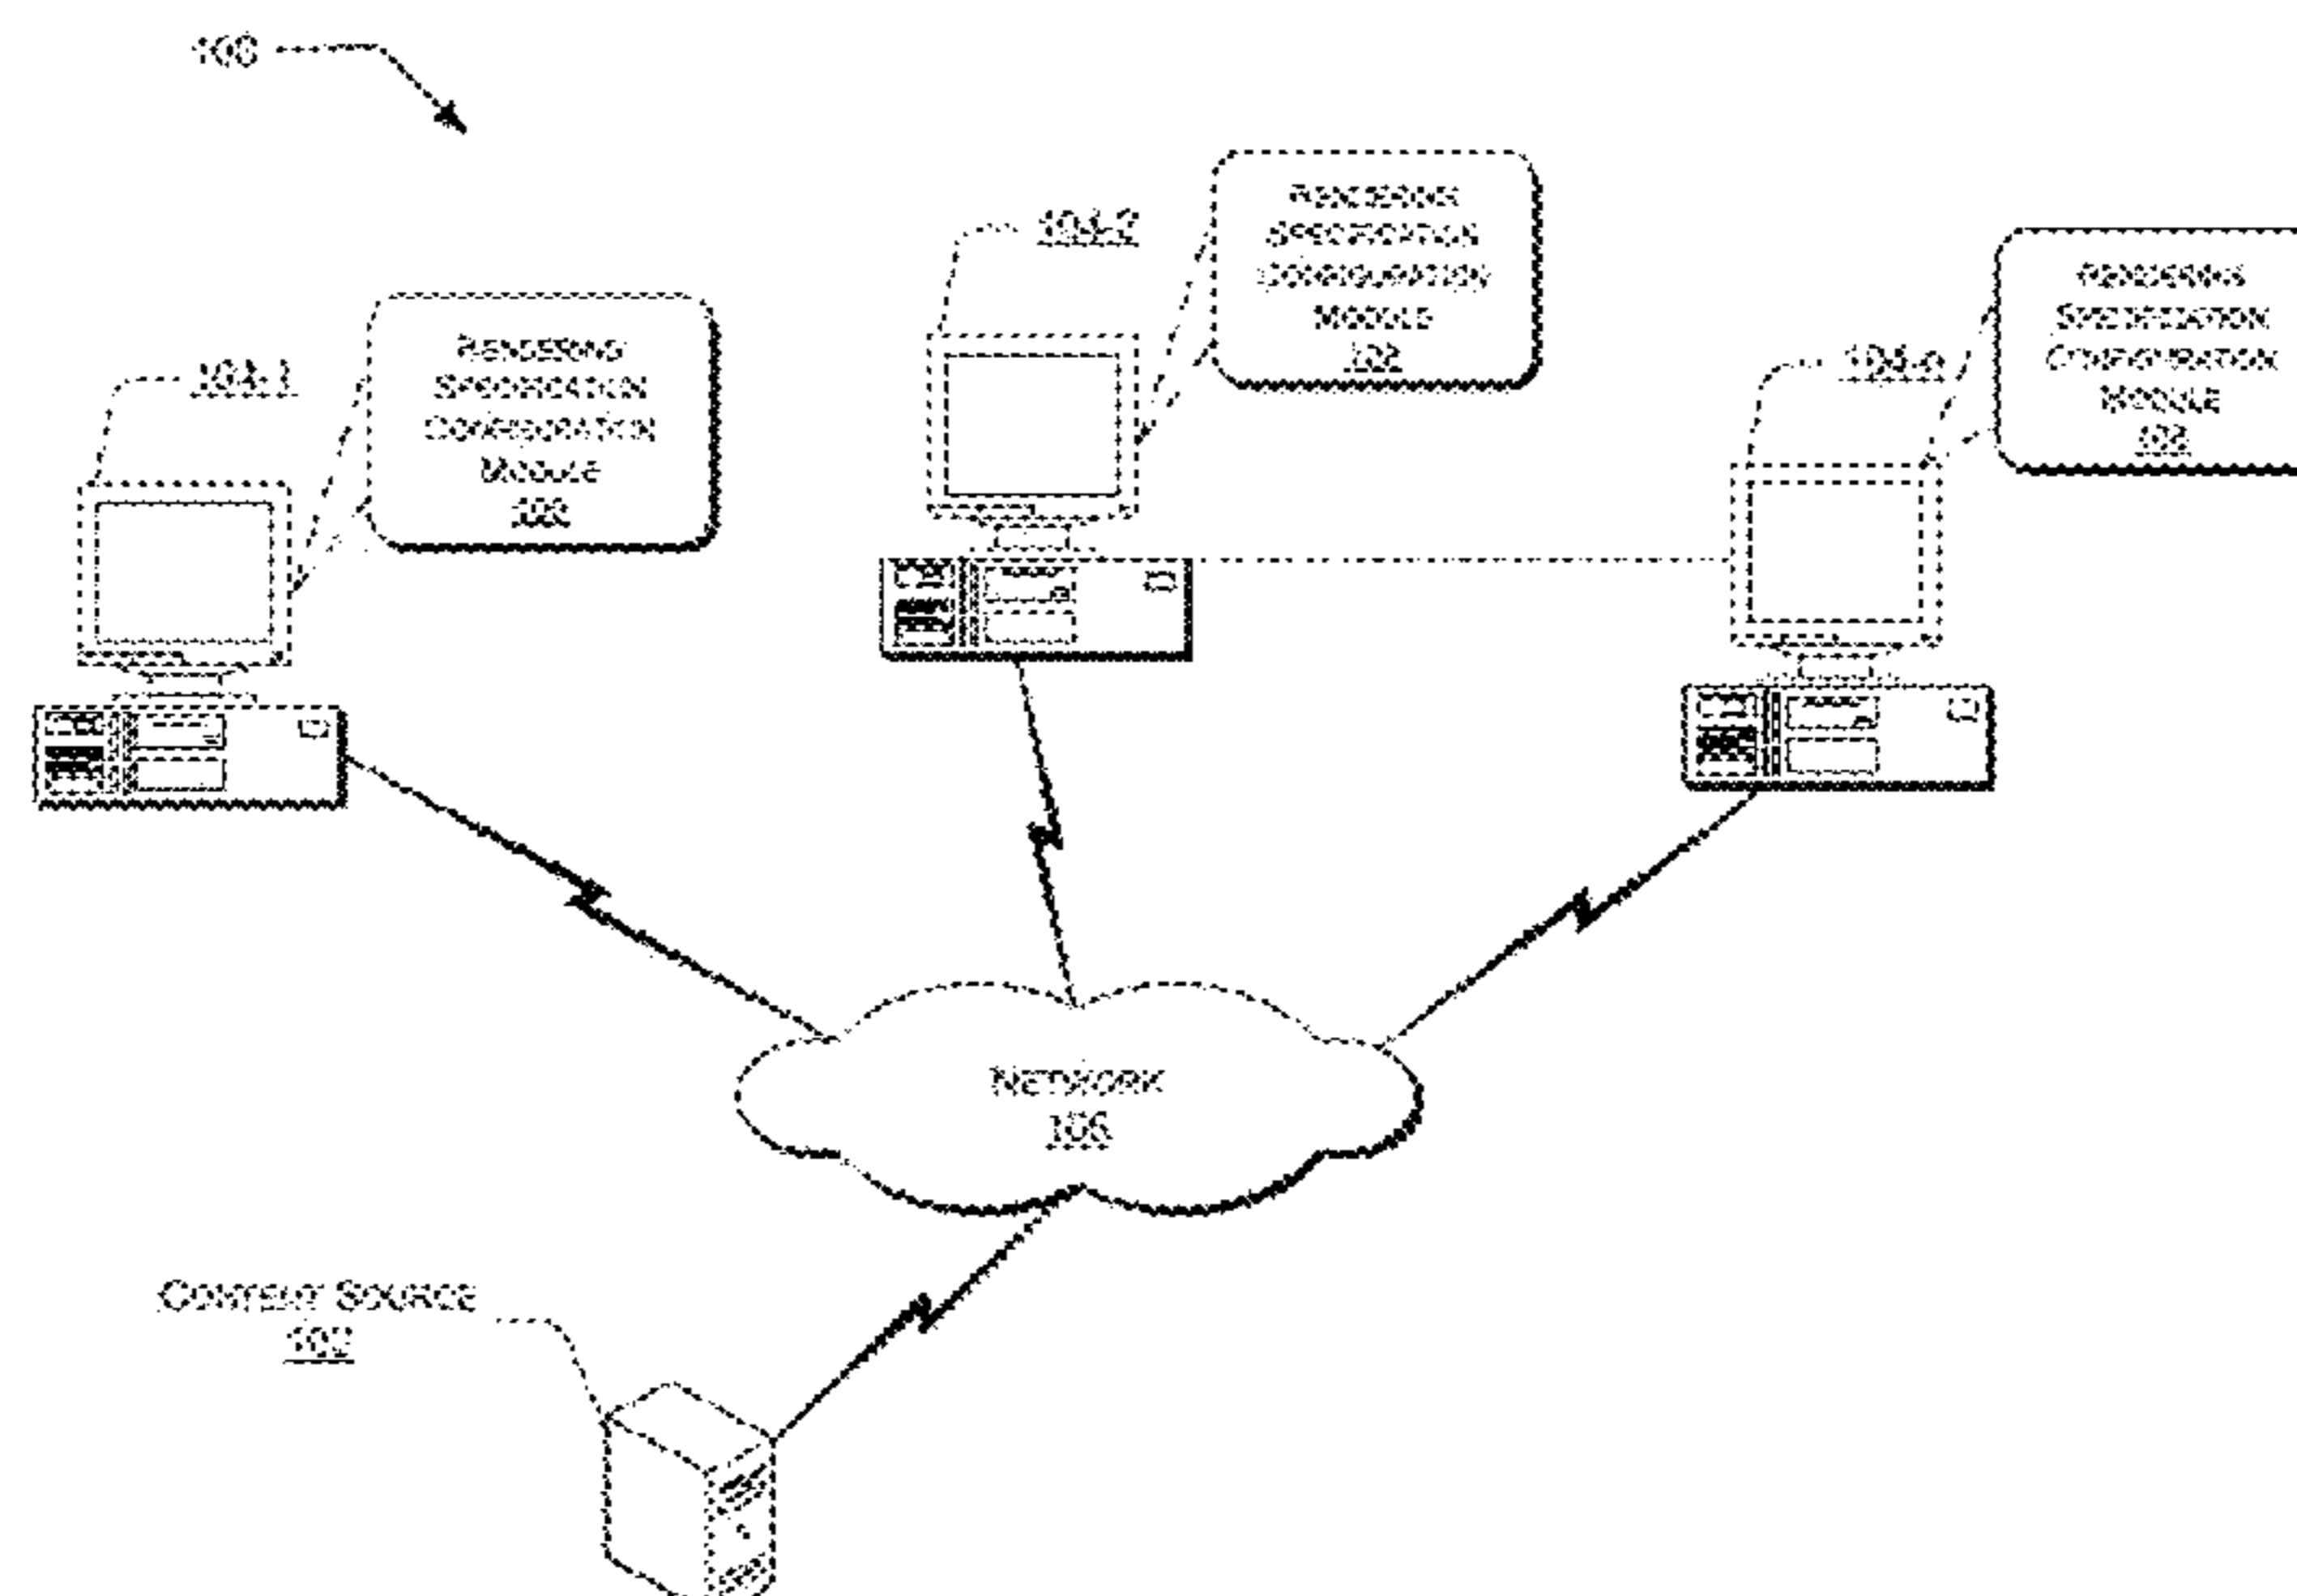 100
104-2
RENDERING
SPECIFICATION
CONFIGURATION
MODULE
104-1
RENDERING
SPECIFICATION
CONFIGURATION
MODULE
RENDERING
SPECIFICATION
CONFIGURATION
MODULE
NETWORK
106
CONTENT SOURCE
102